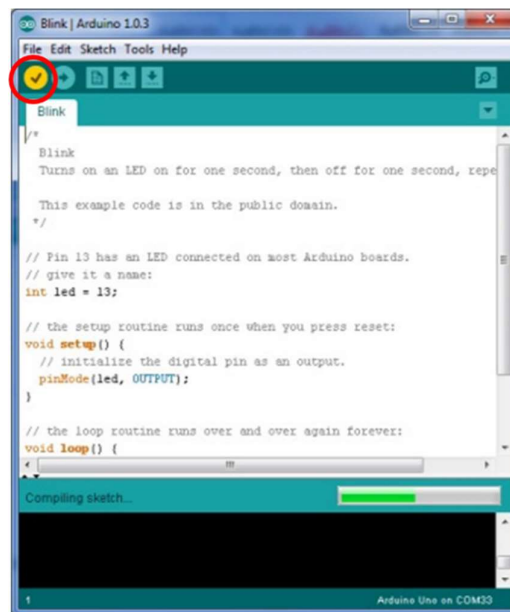 Blink | Arduino 1.0.3
File Edit Sketch Tools Help
Blink
/*
  Blink
  Turns on an LED on for one second, then off for one second, repe

  This example code is in the public domain.
 */

// Pin 13 has an LED connected on most Arduino boards.
// give it a name:
int led = 13;

// the setup routine runs once when you press reset:
void setup() {
  // initialize the digital pin as an output.
  pinMode(led, OUTPUT);
}

// the loop routine runs over and over again forever:
void loop() {
Compiling sketch...
1
Arduino Uno on COM33